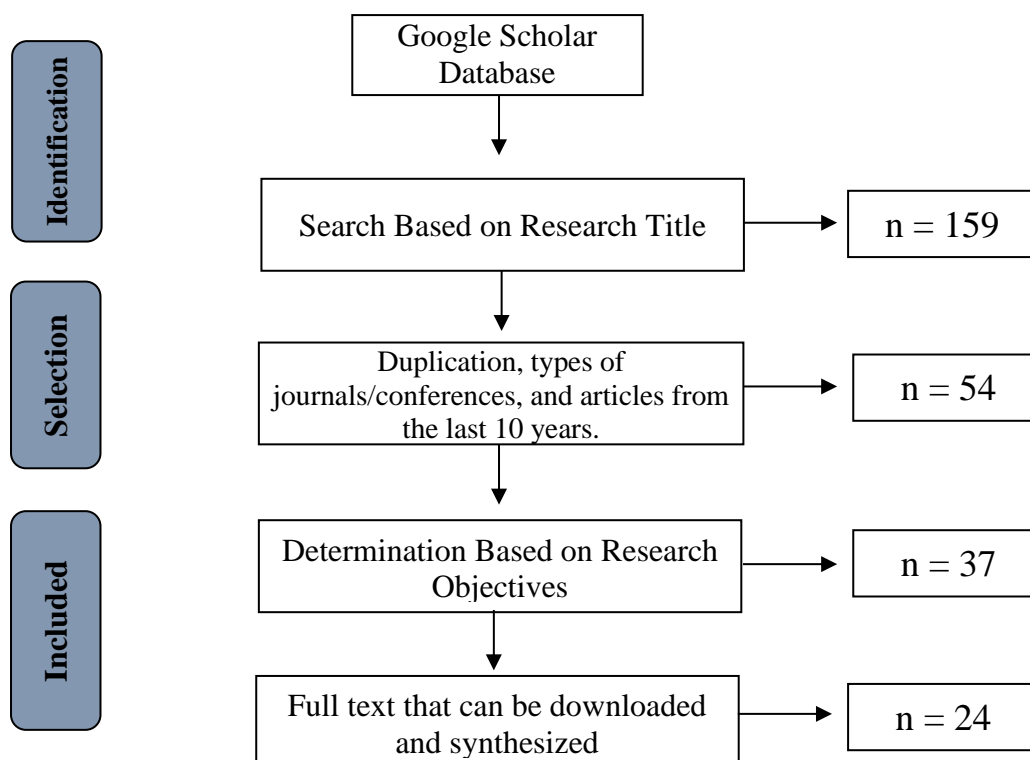 Google Scholar
Database
Identification
Search Based on Research Title
n = 159
Selection
Duplication, types of
journals/conferences, and articles from
the last 10 years.
n = 54
Included
Determination Based on Research
Objectives
n = 37
Full text that can be downloaded
and synthesized
n = 24